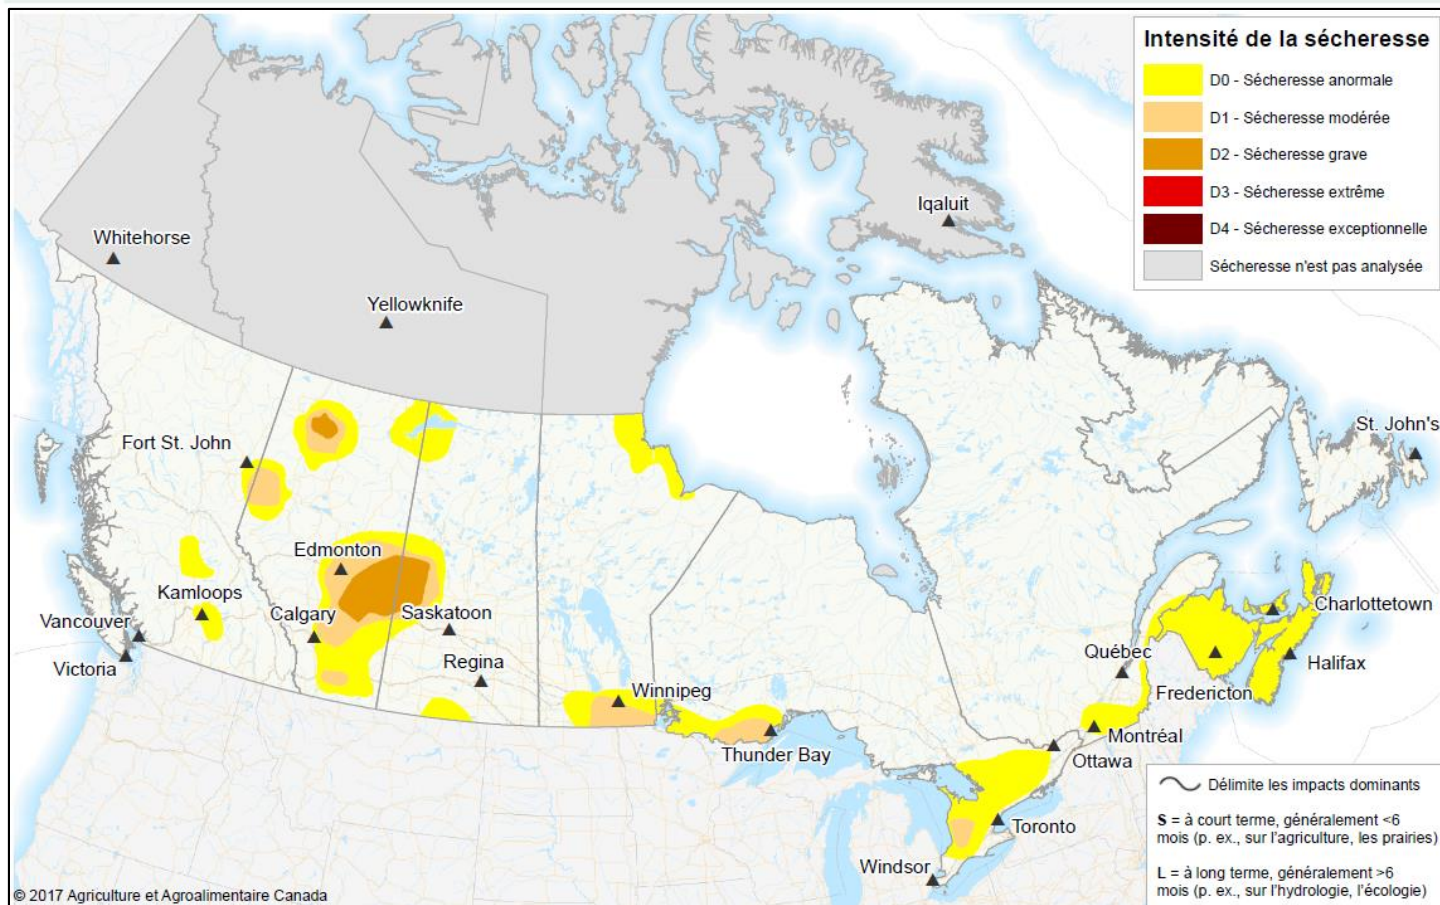 Intensité de la sécheresse
D0 - Sécheresse anormale
D1 - Sécheresse modérée
D2 - Sécheresse grave
D3 - Sécheresse extrême
D4 - Sécheresse exceptionnelle
Sécheresse n'est pas analysée
Iqaluit
Whitehorse
Yellowknife
St. John's
Fort St. John
Edmonton
Kamloops
Calgary
Saskatoon
Vancouver
Charlottetown
Victoria
Regina
Québec
Halifax
Winnipeg
Fredericton
Montréal
Thunder Bay
Ottawa
Toronto
Windsor
Délimite les impacts dominants
S = à court terme, généralement <6
mois (p. ex., sur l'agriculture, les prairies)
L = à long terme, généralement >6
mois (p. ex., sur l'hydrologie, l'écologie)
© 2017 Agriculture et Agroalimentaire Canada